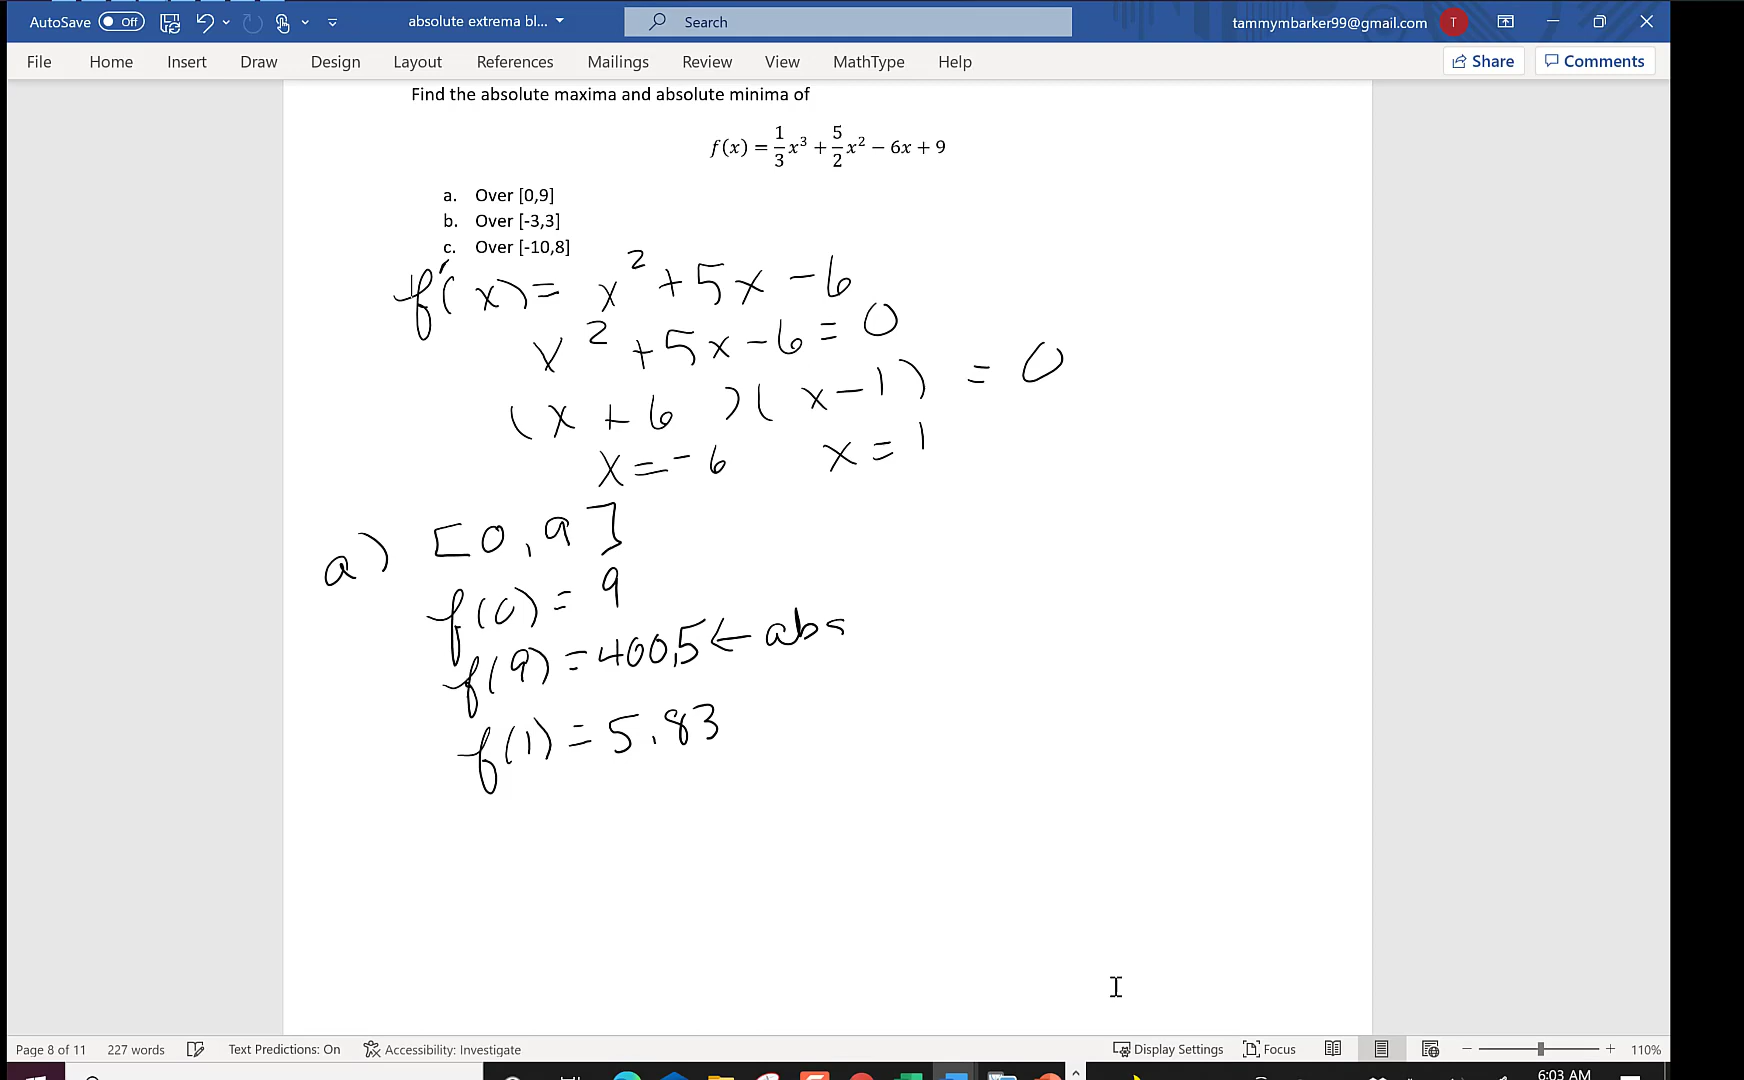 AutoSave Off absolute extrema bl... Search tammymbarker99@gmail.com T
File Home Insert Draw Design Layout References Mailings Review View MathType Help Share Comments
Find the absolute maxima and absolute minima of
f(x) = 1/3 x³ + 5/2 x² − 6x + 9
a. Over [0,9]
b. Over [-3,3]
c. Over [-10,8]
f'(x) = x² + 5x − 6
x² + 5x − 6 = 0
(x + 6)(x − 1) = 0
x = −6 x = 1
a) [0, 9]
f(0) = 9
f(9) = 400.5 ← abs
f(1) = 5.83
Page 8 of 11 227 words Text Predictions: On Accessibility: Investigate Display Settings Focus 110%
6:03 AM